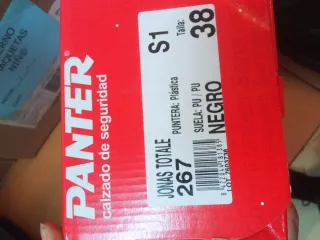 PANTER
calzado de seguridad
JONAS TOTALE
267
S1
PUNTERA: Plástica
Talla:
38
SUELA: PU / PU
NEGRO